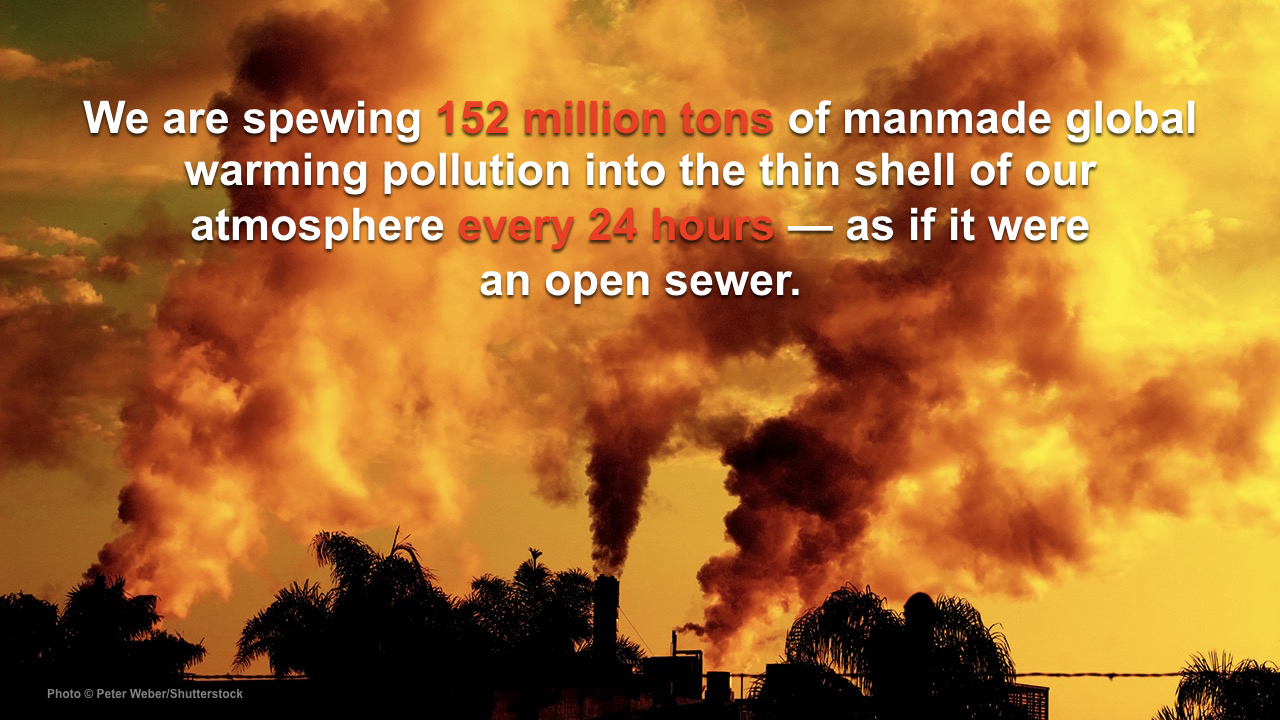 We are spewing 152 million tons of manmade global
warming pollution into the thin shell of our
atmosphere every 24 hours — as if it were
an open sewer.
Photo © Peter Weber/Shutterstock